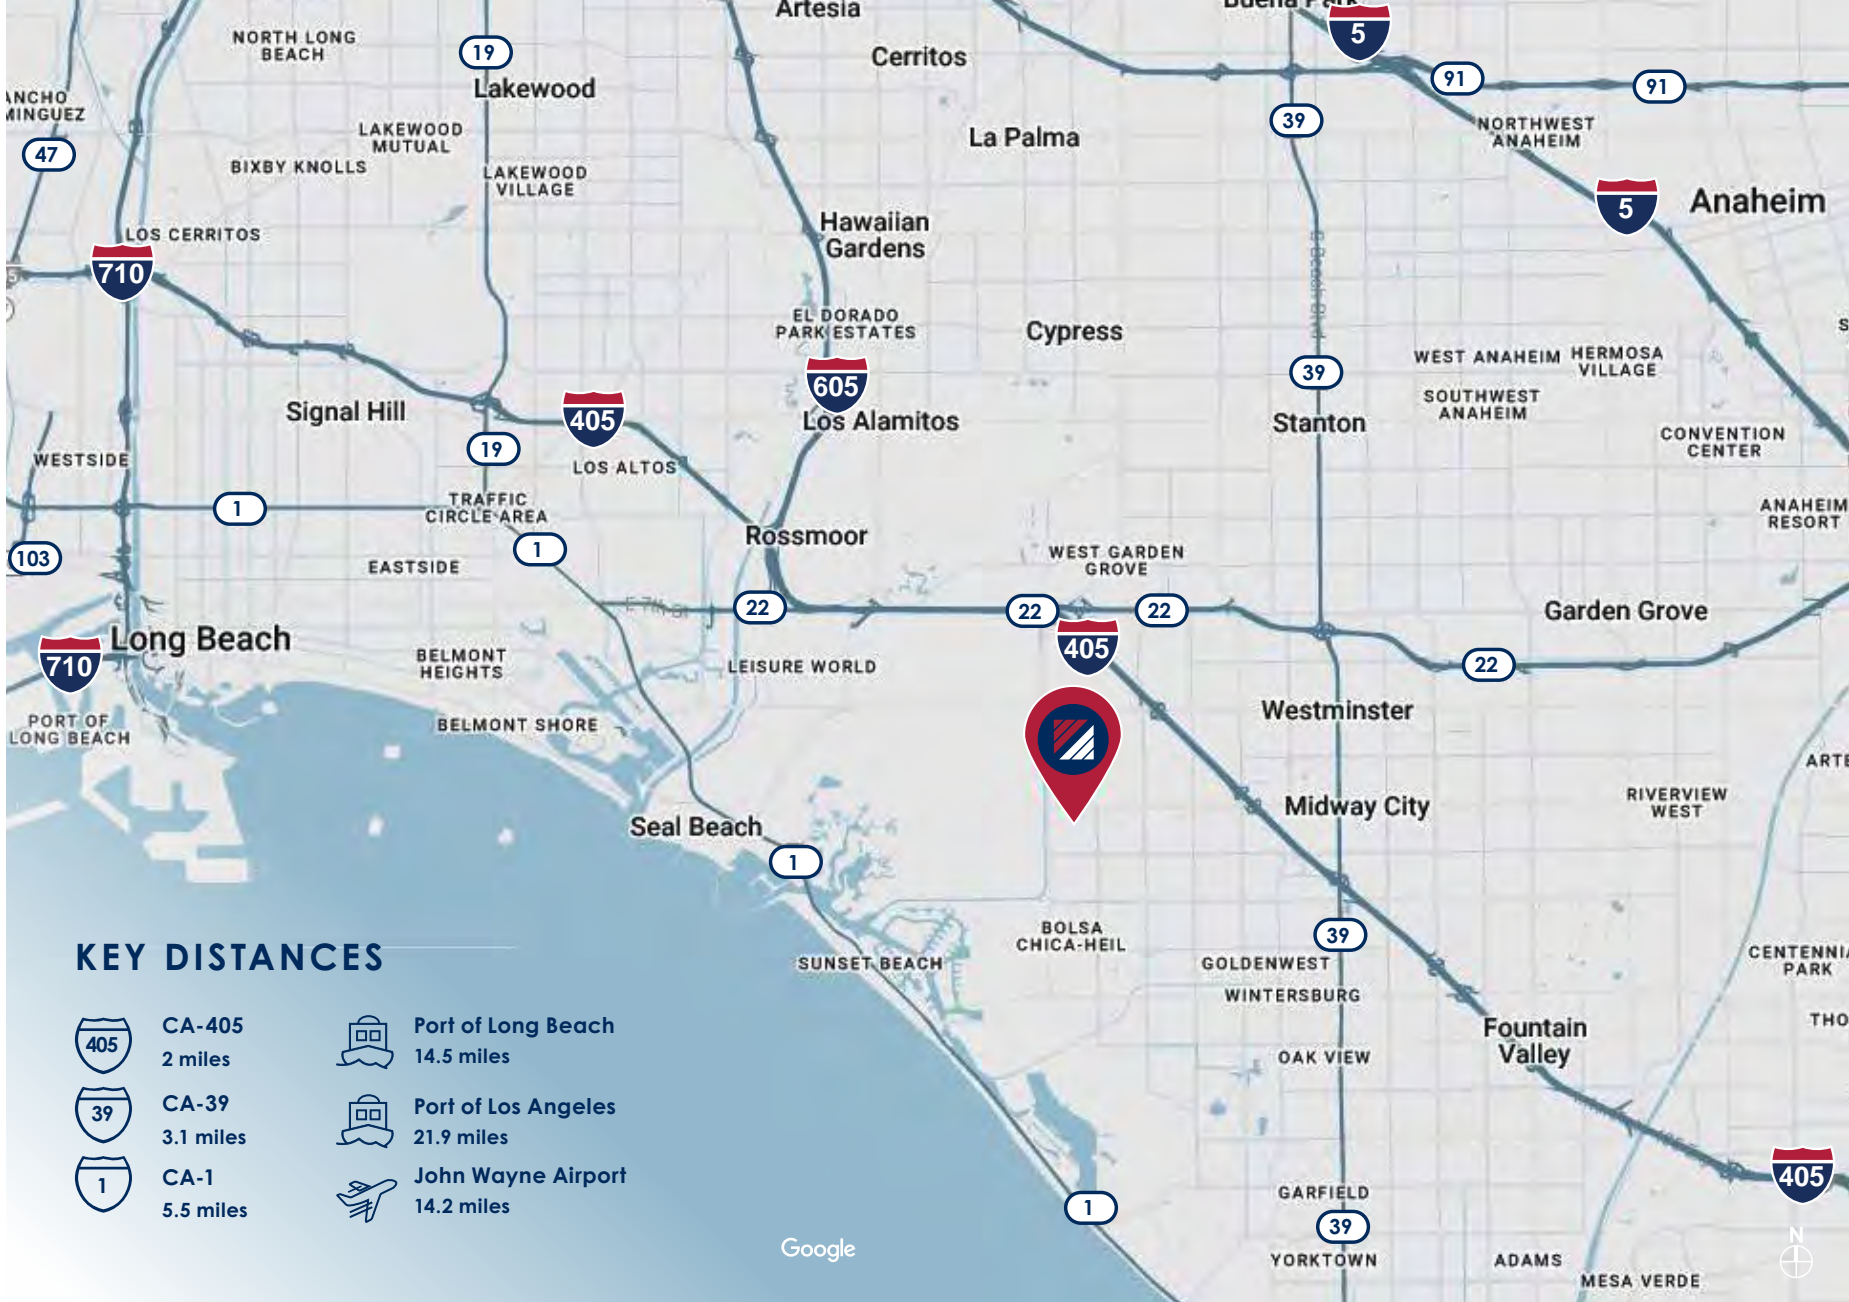 Artesia
Buena Park
5
NORTH LONG
BEACH
19
Cerritos
Lakewood
91
91
47
LAKEWOOD
MUTUAL
39
NORTHWEST
ANAHEIM
La Palma
BIXBY KNOLLS
LAKEWOOD
VILLAGE
5
Anaheim
LOS CERRITOS
Hawaiian
Gardens
710
EL DORADO
PARK ESTATES
Cypress
WEST ANAHEIM
HERMOSA
VILLAGE
605
39
SOUTHWEST
ANAHEIM
Signal Hill
405
Los Alamitos
Stanton
CONVENTION
CENTER
WESTSIDE
19
LOS ALTOS
1
TRAFFIC
CIRCLE AREA
ANAHEIM
RESORT
Rossmoor
103
1
EASTSIDE
WEST GARDEN
GROVE
E 7th St
22
22
22
Garden Grove
Long Beach
710
405
BELMONT
HEIGHTS
LEISURE WORLD
22
PORT OF
LONG BEACH
BELMONT SHORE
Westminster
Midway City
RIVERVIEW
WEST
Seal Beach
1
BOLSA
CHICA-HEIL
39
SUNSET BEACH
GOLDENWEST
WINTERSBURG
PARK
Fountain
Valley
OAK VIEW
405
GARFIELD
1
39
YORKTOWN
ADAMS
MESA VERDE
N
Google
KEY DISTANCES
405
CA-405
2 miles
39
CA-39
3.1 miles
1
CA-1
5.5 miles
Port of Long Beach
14.5 miles
Port of Los Angeles
21.9 miles
John Wayne Airport
14.2 miles